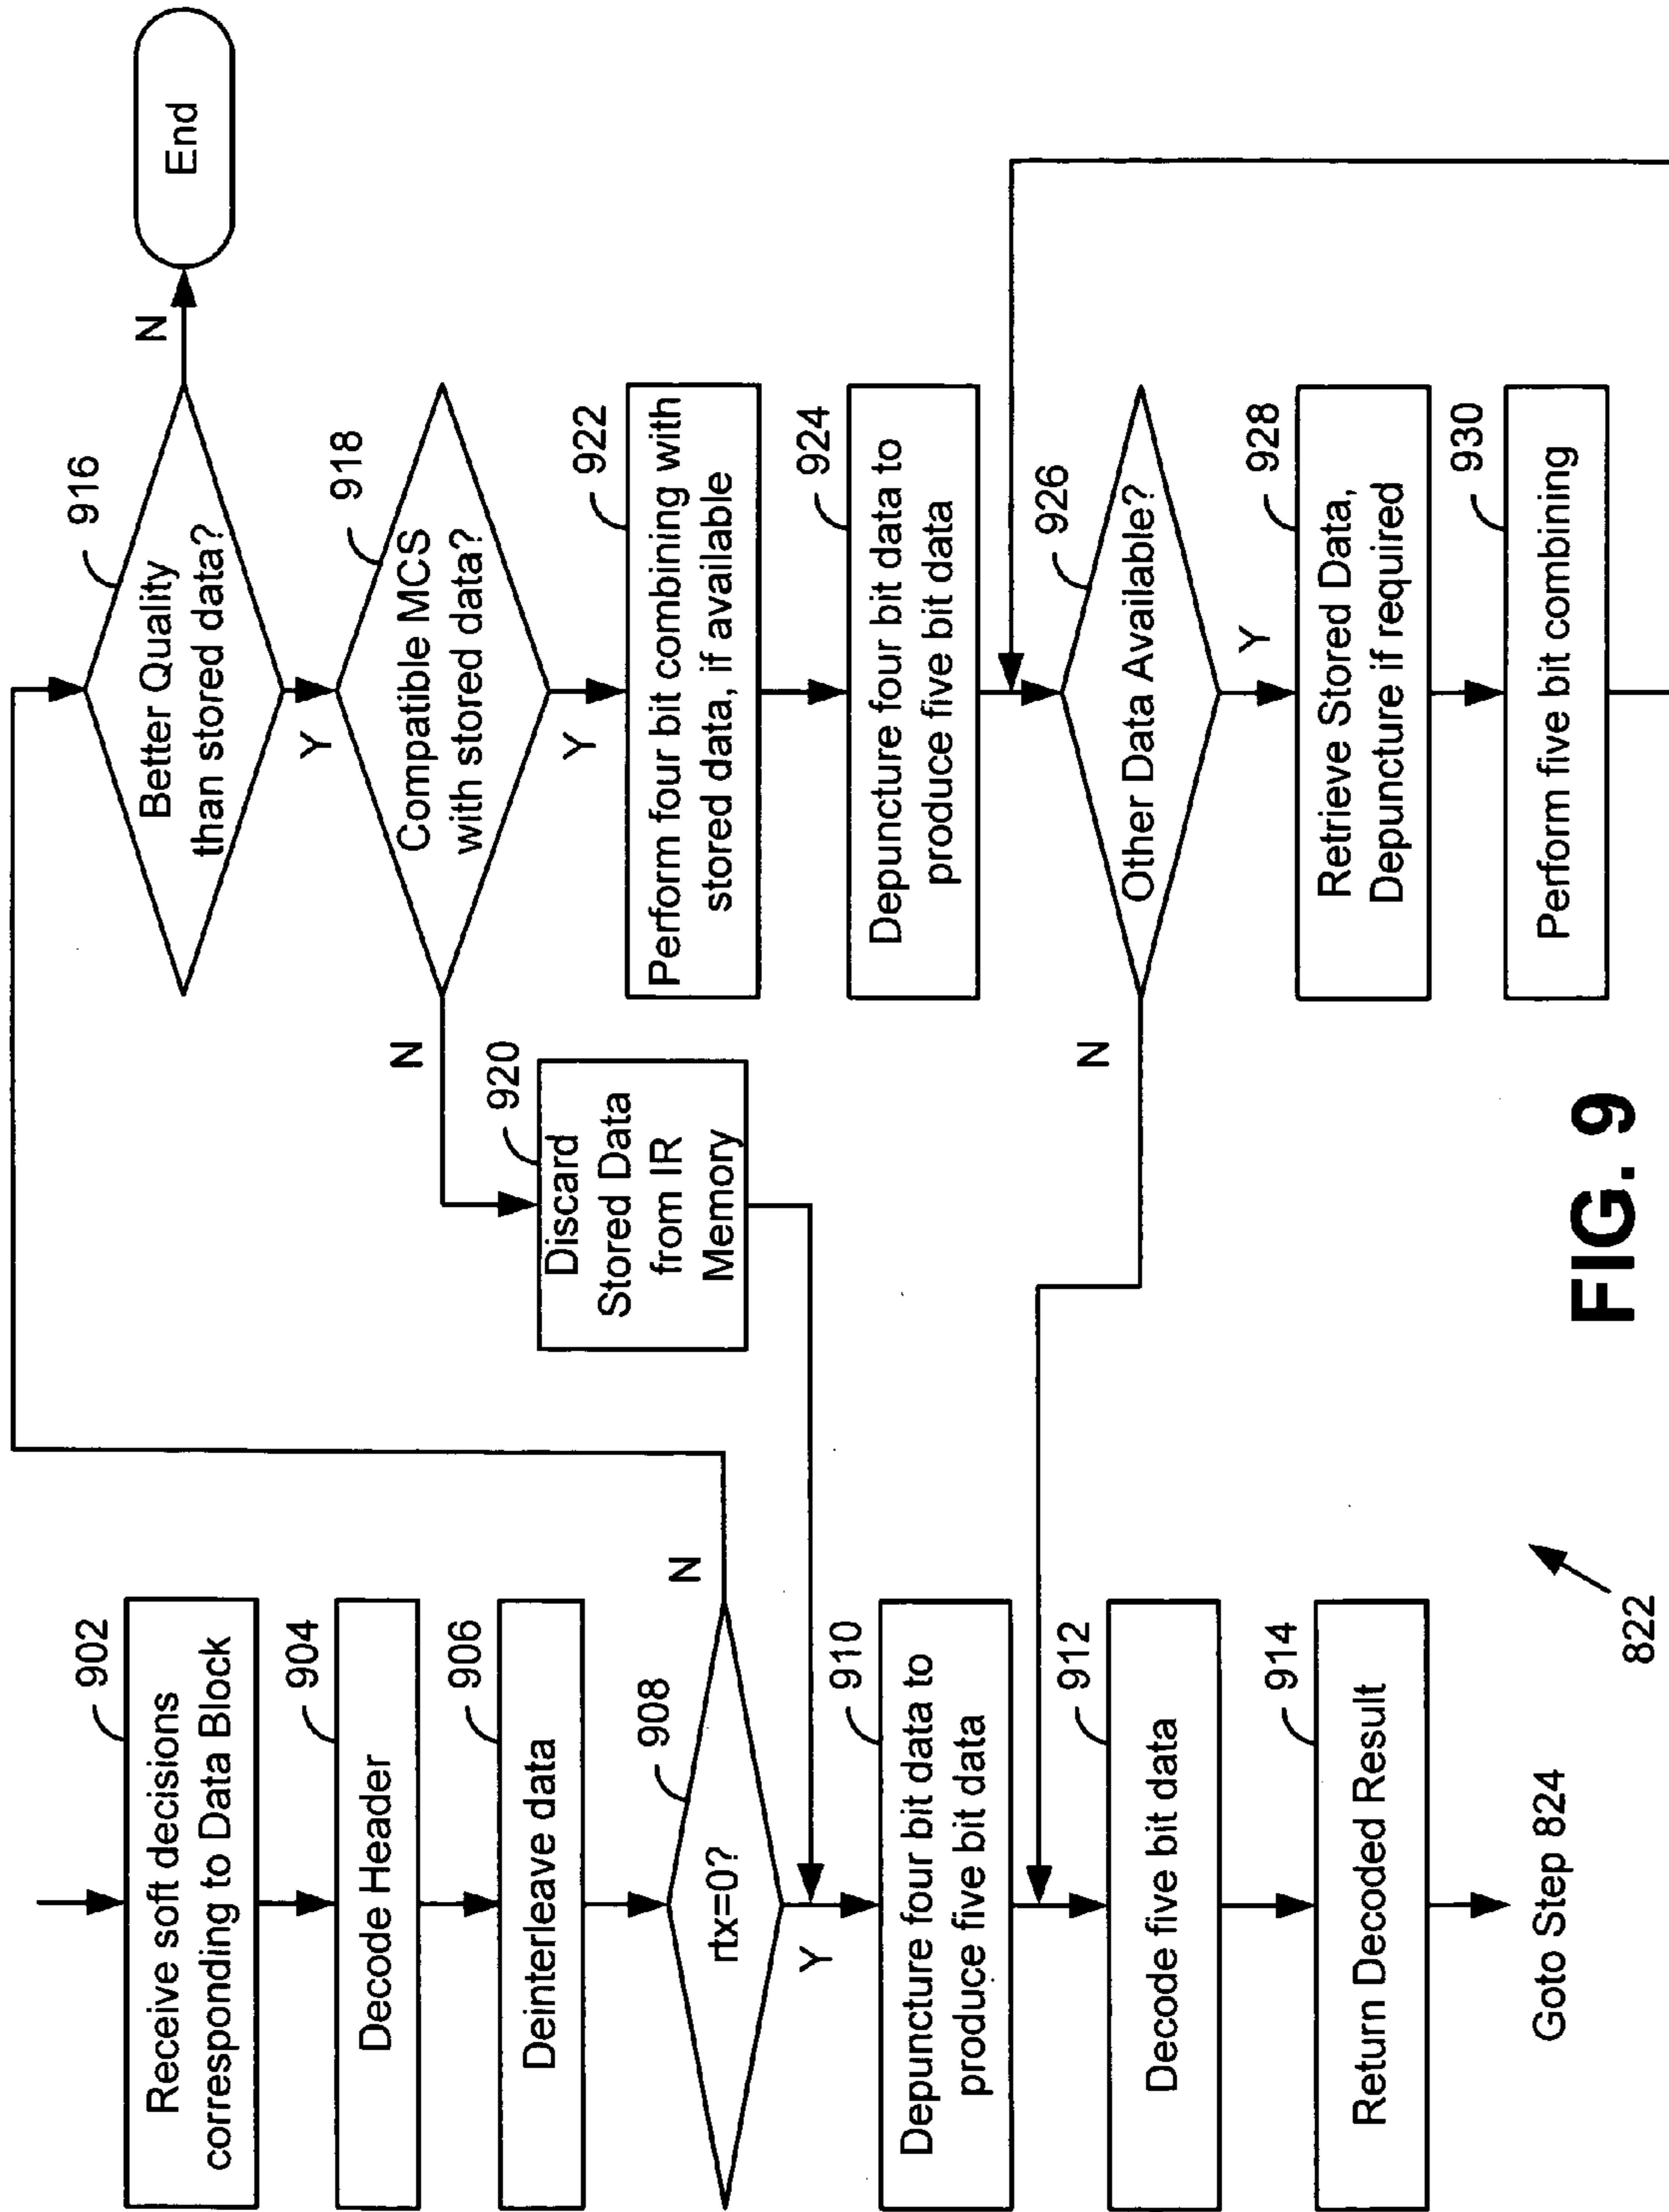 902
Receive soft decisions
corresponding to Data Block
904
Decode Header
906
Deinterleave data
908
rtx=0?
N
Y
910
Depuncture four bit data to
produce five bit data
912
Decode five bit data
914
Return Decoded Result
Goto Step 824
822
916
Better Quality
than stored data?
N
End
Y
918
Compatible MCS
with stored data?
N
920
Discard
Stored Data
from IR
Memory
Y
922
Perform four bit combining with
stored data, if available
924
Depuncture four bit data to
produce five bit data
926
Other Data Available?
N
Y
928
Retrieve Stored Data,
Depuncture if required
930
Perform five bit combining
FIG. 9